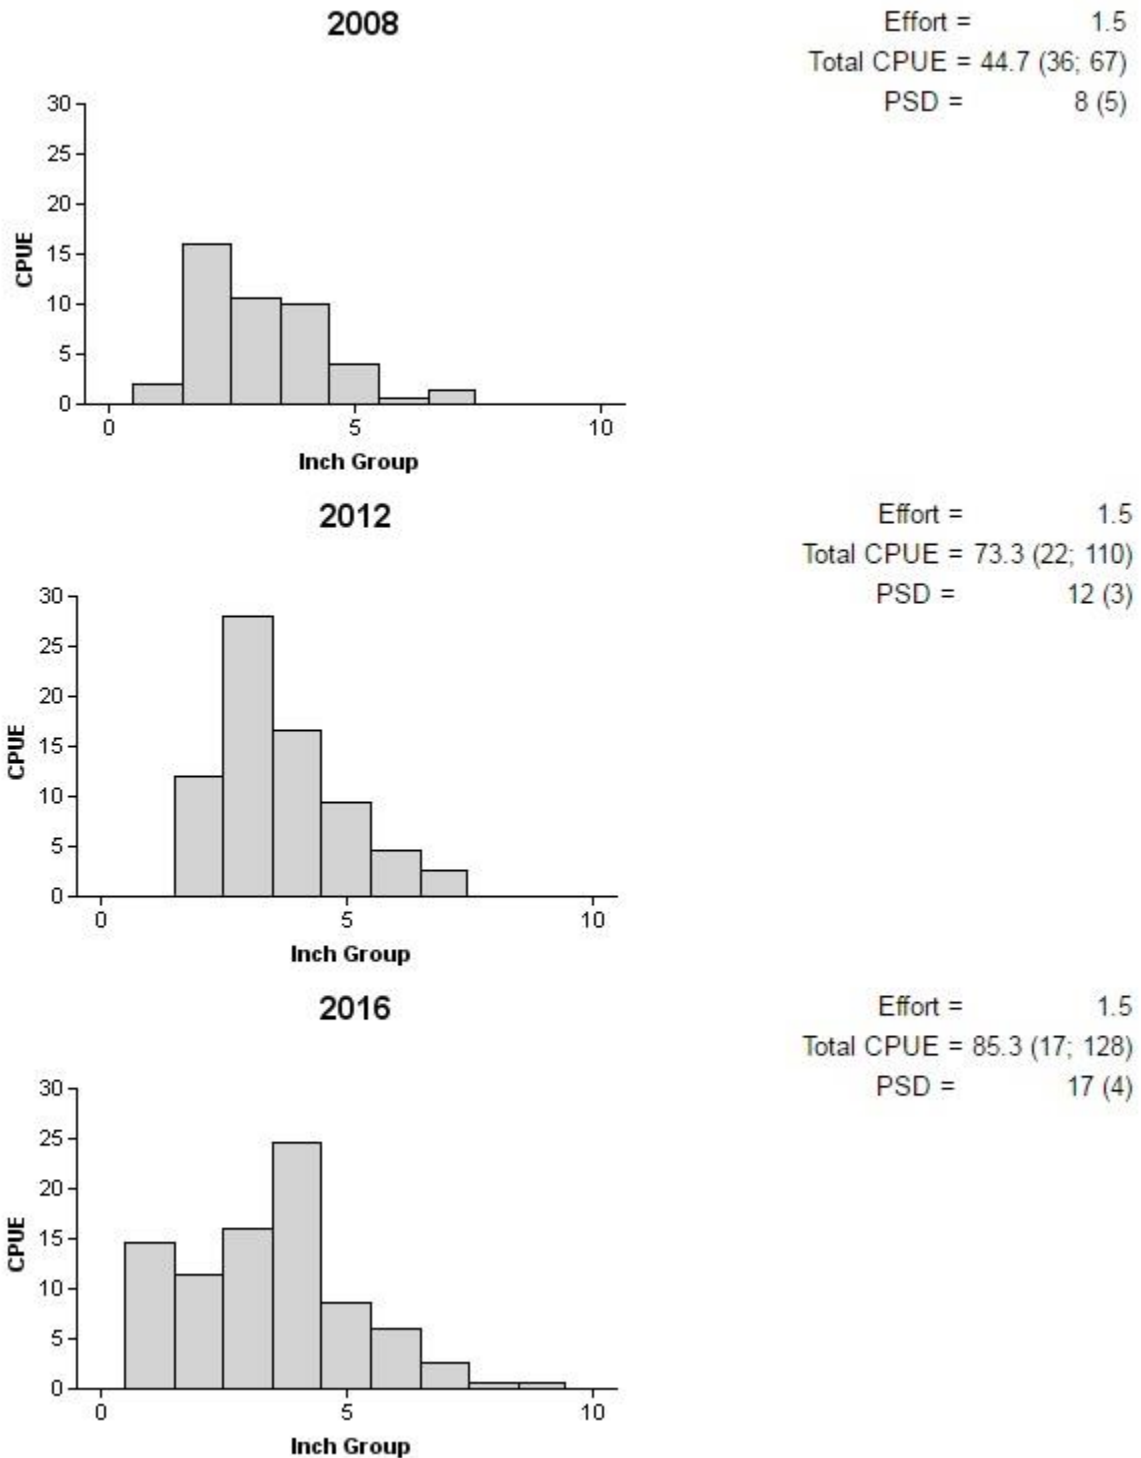 2008
Effort = 1.5
Total CPUE = 44.7 (36; 67)
PSD = 8 (5)
30
25
20
15
10
5
0
CPUE
0 5 10
Inch Group
2012
Effort = 1.5
Total CPUE = 73.3 (22; 110)
PSD = 12 (3)
30
25
20
15
10
5
0
CPUE
0 5 10
Inch Group
2016
Effort = 1.5
Total CPUE = 85.3 (17; 128)
PSD = 17 (4)
30
25
20
15
10
5
0
CPUE
0 5 10
Inch Group